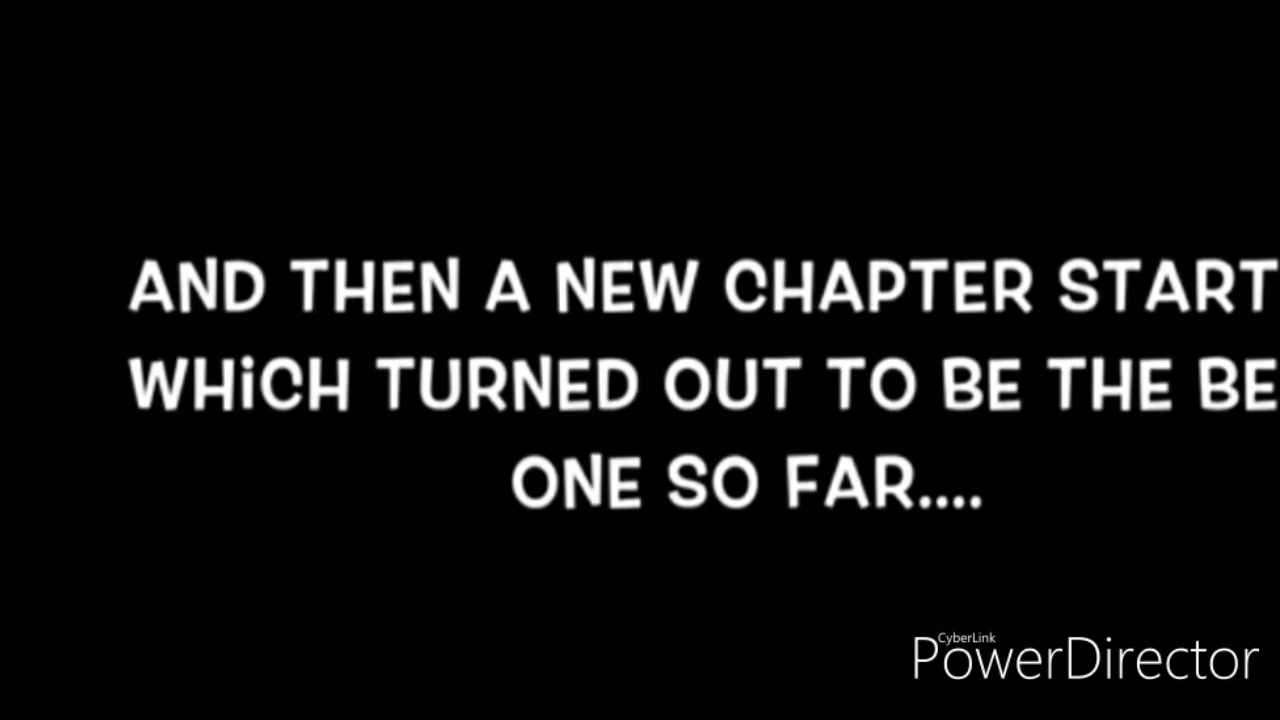 AND THEN A NEW CHAPTER START
WHiCH TURNED OUT TO BE THE BE
ONE SO FAR....
CyberLink
PowerDirector